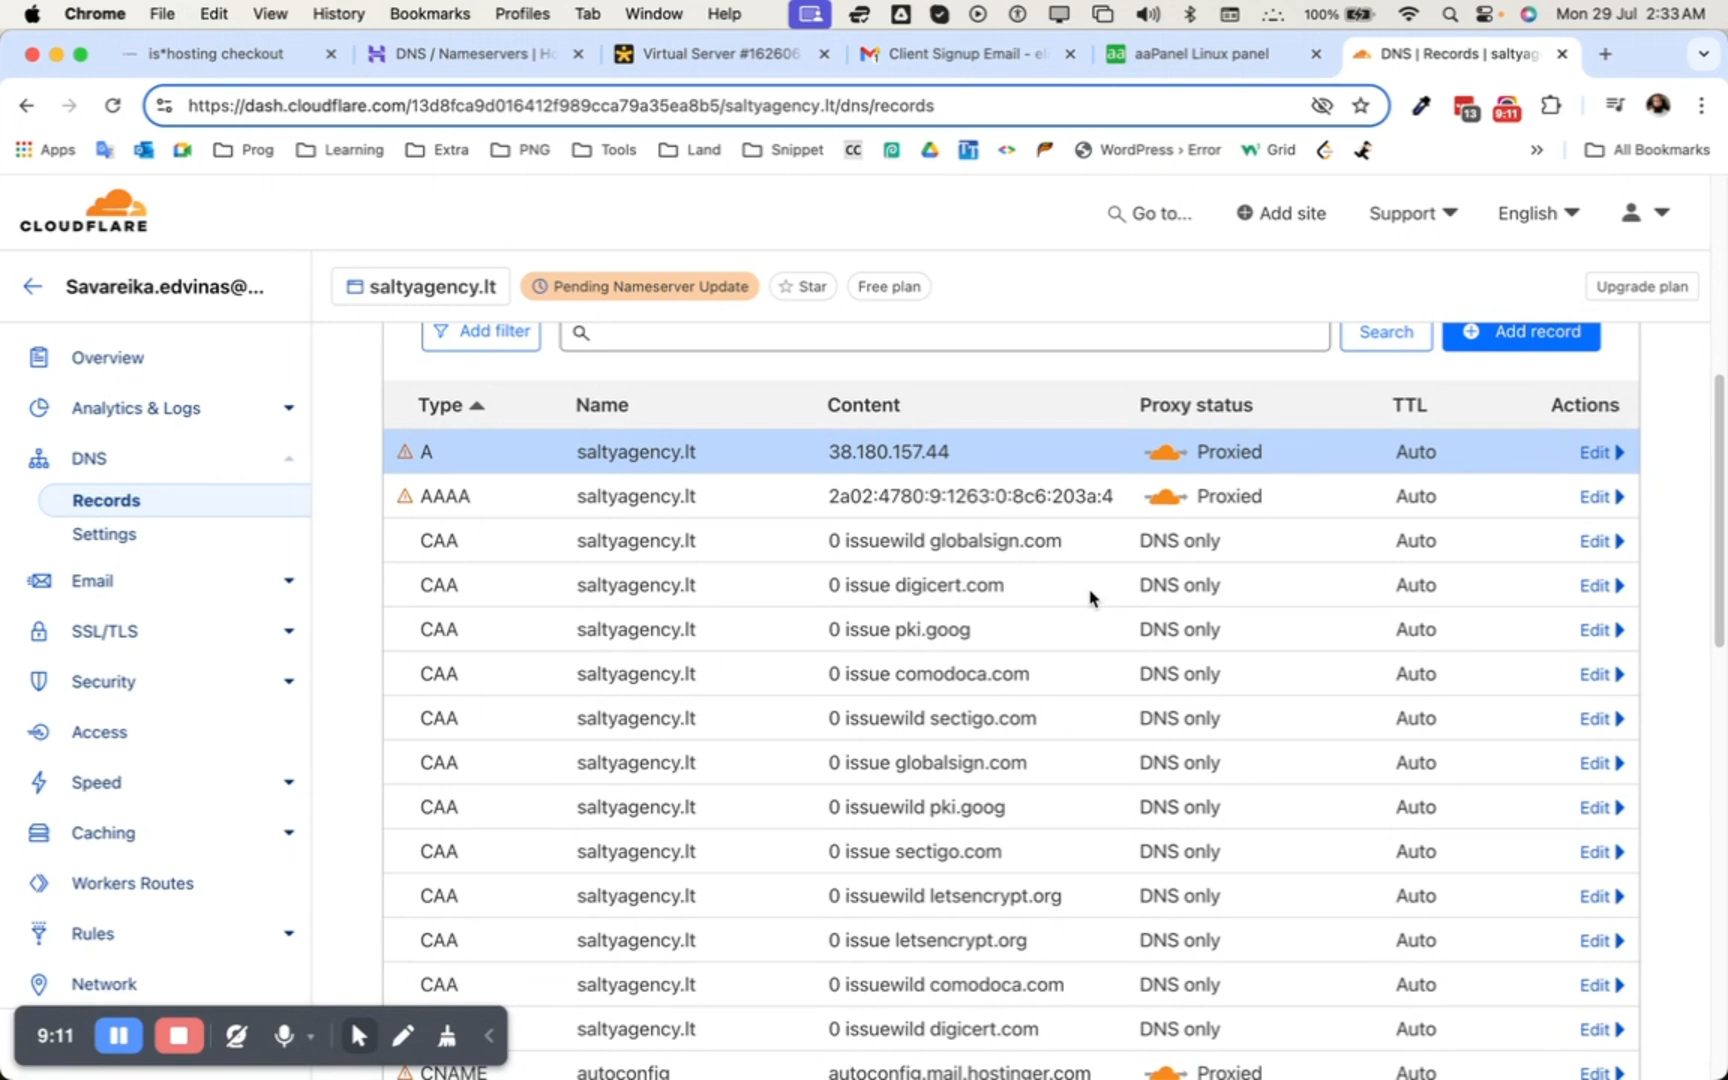 Chrome File Edit View History Bookmarks Profiles Tab Window Help 100% Mon 29 Jul 2:33 AM
is*hosting checkout DNS / Nameservers | Ho Virtual Server #162606 Client Signup Email - el aaPanel Linux panel DNS | Records | saltyag
https://dash.cloudflare.com/13d8fca9d016412f989cca79a35ea8b5/saltyagency.lt/dns/records 13 9:11
Apps Prog Learning Extra PNG Tools Land Snippet CC WordPress › Error Grid » All Bookmarks
CLOUDFLARE Go to... Add site Support English
Savareika.edvinas@... saltyagency.lt Pending Nameserver Update Star Free plan Upgrade plan
Add filter Search Add record
Overview
Analytics & Logs
DNS
Records
Settings
Email
SSL/TLS
Security
Access
Speed
Caching
Workers Routes
Rules
Network
Type Name Content Proxy status TTL Actions
A saltyagency.lt 38.180.157.44 Proxied Auto Edit
AAAA saltyagency.lt 2a02:4780:9:1263:0:8c6:203a:4 Proxied Auto Edit
CAA saltyagency.lt 0 issuewild globalsign.com DNS only Auto Edit
CAA saltyagency.lt 0 issue digicert.com DNS only Auto Edit
CAA saltyagency.lt 0 issue pki.goog DNS only Auto Edit
CAA saltyagency.lt 0 issue comodoca.com DNS only Auto Edit
CAA saltyagency.lt 0 issuewild sectigo.com DNS only Auto Edit
CAA saltyagency.lt 0 issue globalsign.com DNS only Auto Edit
CAA saltyagency.lt 0 issuewild pki.goog DNS only Auto Edit
CAA saltyagency.lt 0 issue sectigo.com DNS only Auto Edit
CAA saltyagency.lt 0 issuewild letsencrypt.org DNS only Auto Edit
CAA saltyagency.lt 0 issue letsencrypt.org DNS only Auto Edit
CAA saltyagency.lt 0 issuewild comodoca.com DNS only Auto Edit
saltyagency.lt 0 issuewild digicert.com DNS only Auto Edit
CNAME autoconfig autoconfig.mail.hostinger.com Proxied Auto Edit
9:11